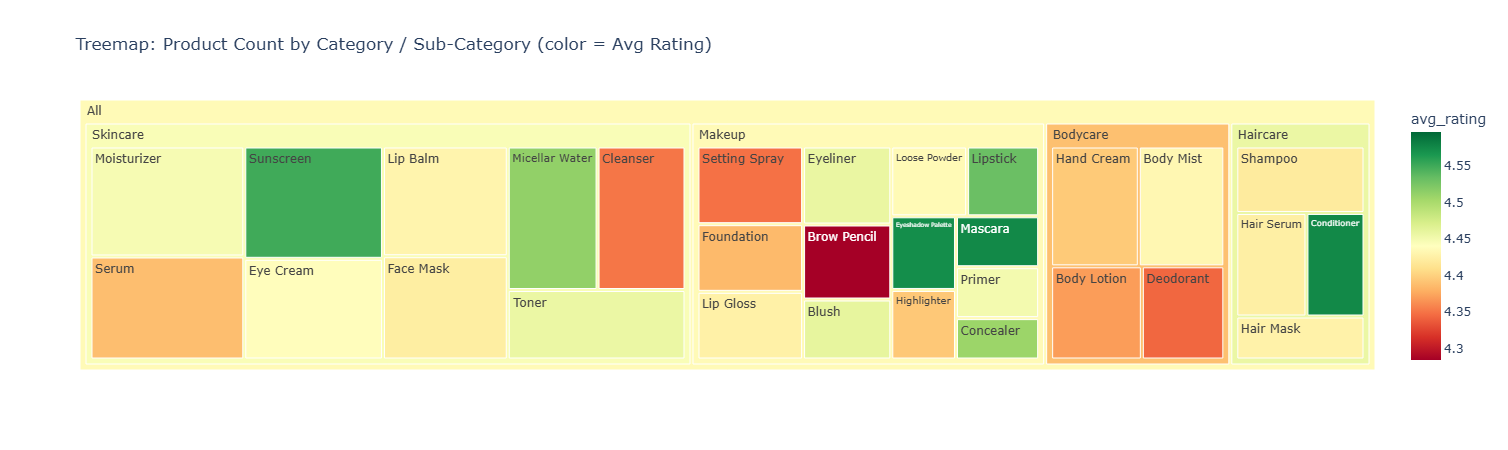 Treemap: Product Count by Category / Sub-Category (color = Avg Rating)
All
Skincare
Moisturizer
Sunscreen
Lip Balm
Micellar Water
Cleanser
Serum
Eye Cream
Face Mask
Toner
Makeup
Setting Spray
Eyeliner
Loose Powder
Lipstick
Foundation
Brow Pencil
Eyeshadow Palette
Mascara
Primer
Lip Gloss
Blush
Highlighter
Concealer
Bodycare
Hand Cream
Body Mist
Body Lotion
Deodorant
Haircare
Shampoo
Hair Serum
Conditioner
Hair Mask
avg_rating
4.55
4.5
4.45
4.4
4.35
4.3